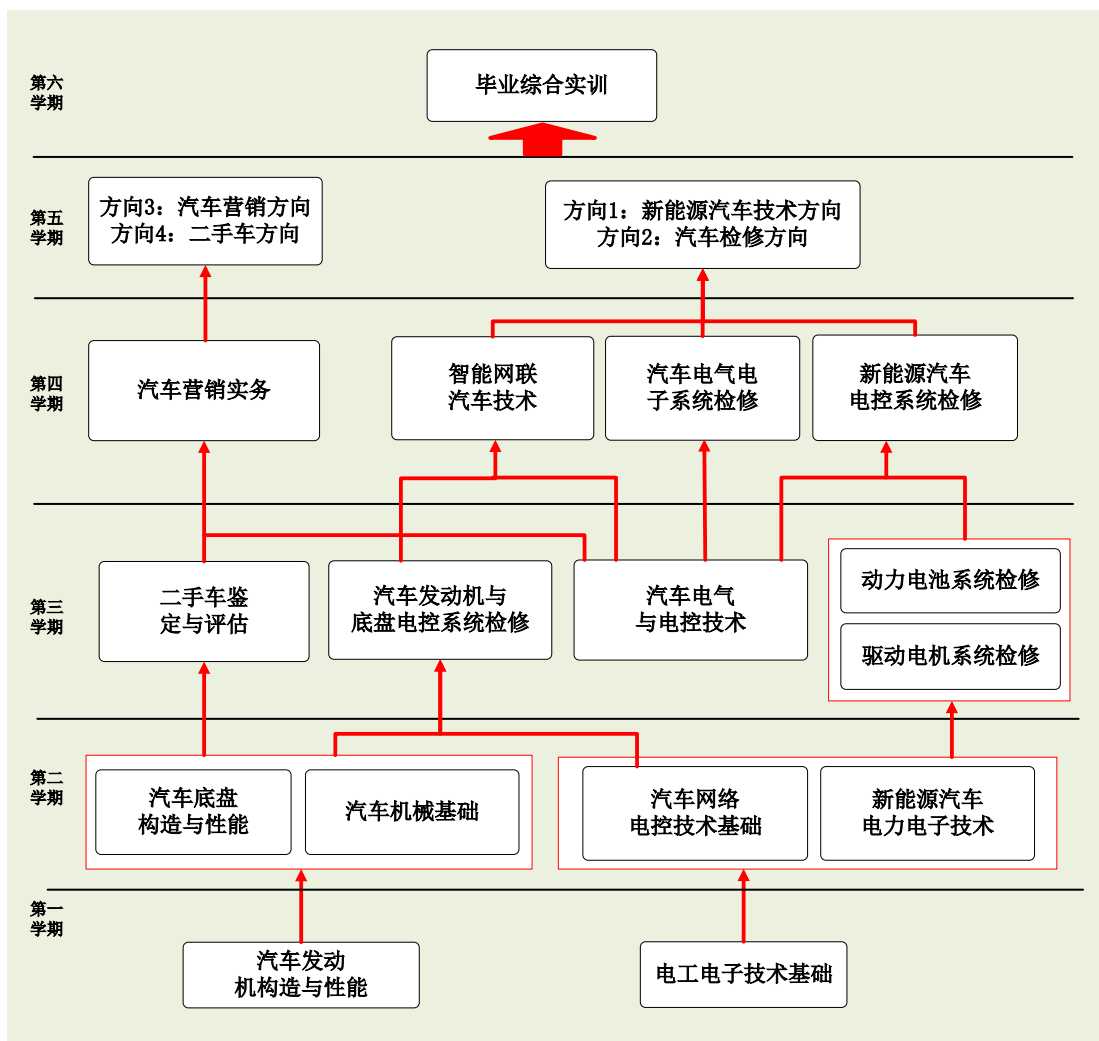 第六
学期
毕业综合实训
第五
学期
方向3：汽车营销方向
方向4：二手车方向
方向1：新能源汽车技术方向
方向2：汽车检修方向
第四
学期
汽车营销实务
智能网联
汽车技术
汽车电气电
子系统检修
新能源汽车
电控系统检修
第三
学期
二手车鉴
定与评估
汽车发动机与
底盘电控系统检修
汽车电气
与电控技术
动力电池系统检修
驱动电机系统检修
第二
学期
汽车底盘
构造与性能
汽车机械基础
汽车网络
电控技术基础
新能源汽车
电力电子技术
第一
学期
汽车发动
机构造与性能
电工电子技术基础